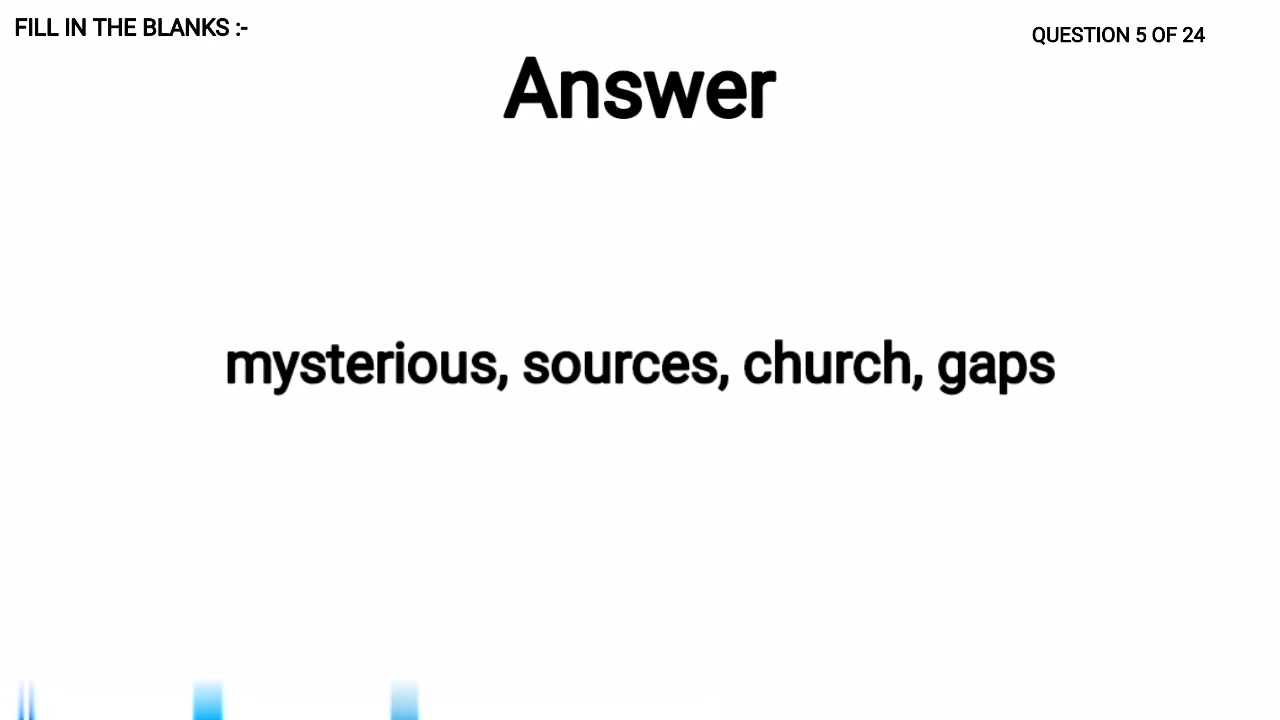 FILL IN THE BLANKS :-
QUESTION 5 OF 24
Answer
mysterious, sources, church, gaps